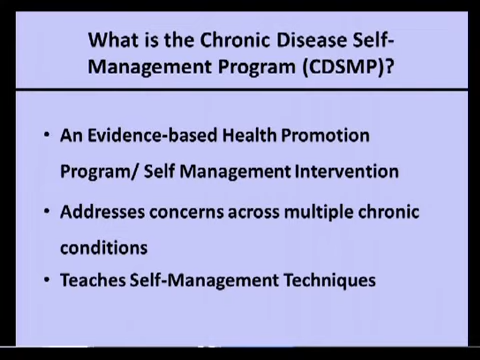 What is the Chronic Disease Self-
Management Program (CDSMP)?
• An Evidence-based Health Promotion
Program/ Self Management Intervention
• Addresses concerns across multiple chronic
conditions
• Teaches Self-Management Techniques